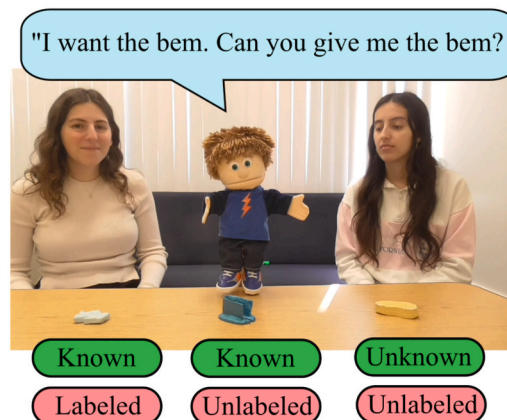 "I want the bem. Can you give me the bem?
Known Known Unknown
Labeled Unlabeled Unlabeled